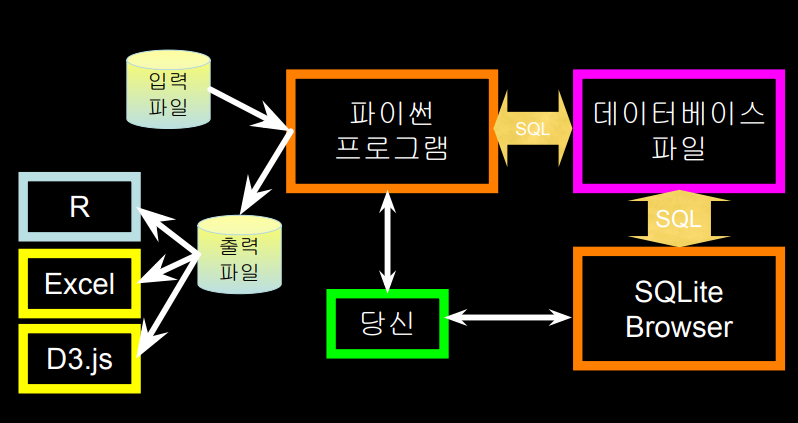 입력
파일
파이썬
프로그램
SQL
데이터베이스
파일
R
출력
파일
SQL
Excel
당신
SQLite
Browser
D3.js